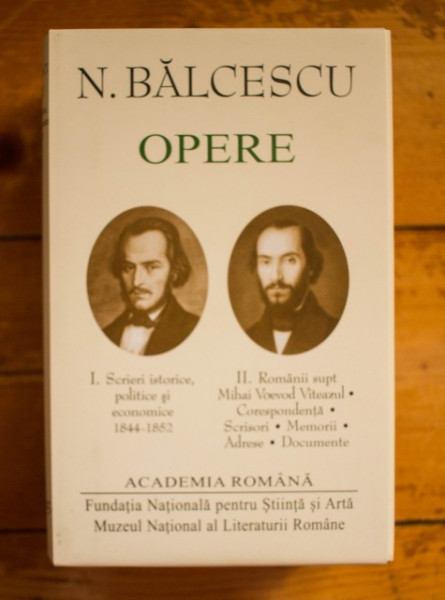 N. BĂLCESCU
OPERE
I. Scrieri istorice,
politice și
economice
1844-1852
II. Românii supt
Mihai Voevod Viteazul •
Corespondență •
Scrisori • Memorii •
Adrese • Documente
ACADEMIA ROMÂNĂ
Fundația Națională pentru Știință și Artă
Muzeul Național al Literaturii Române